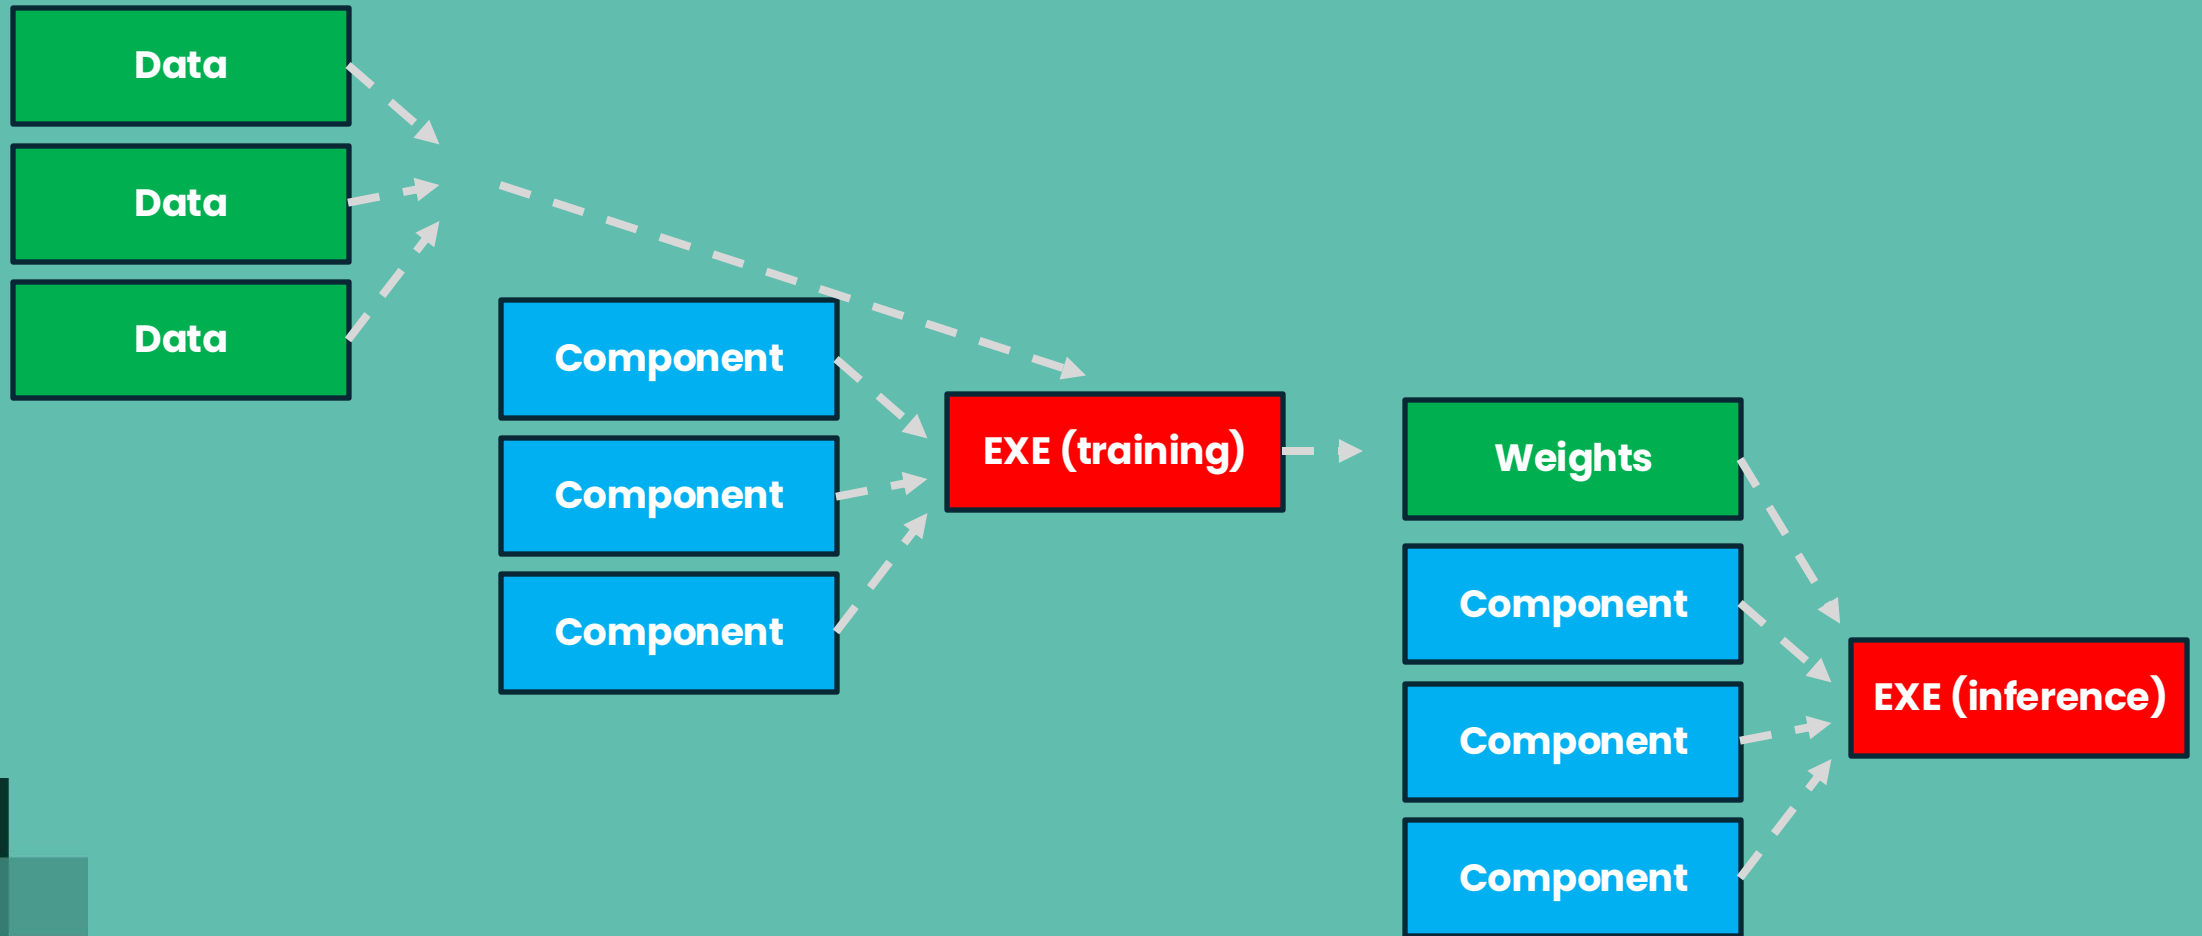 Data
Data
Data
Component
Component
Component
EXE (training)
Weights
Component
Component
Component
EXE (inference)